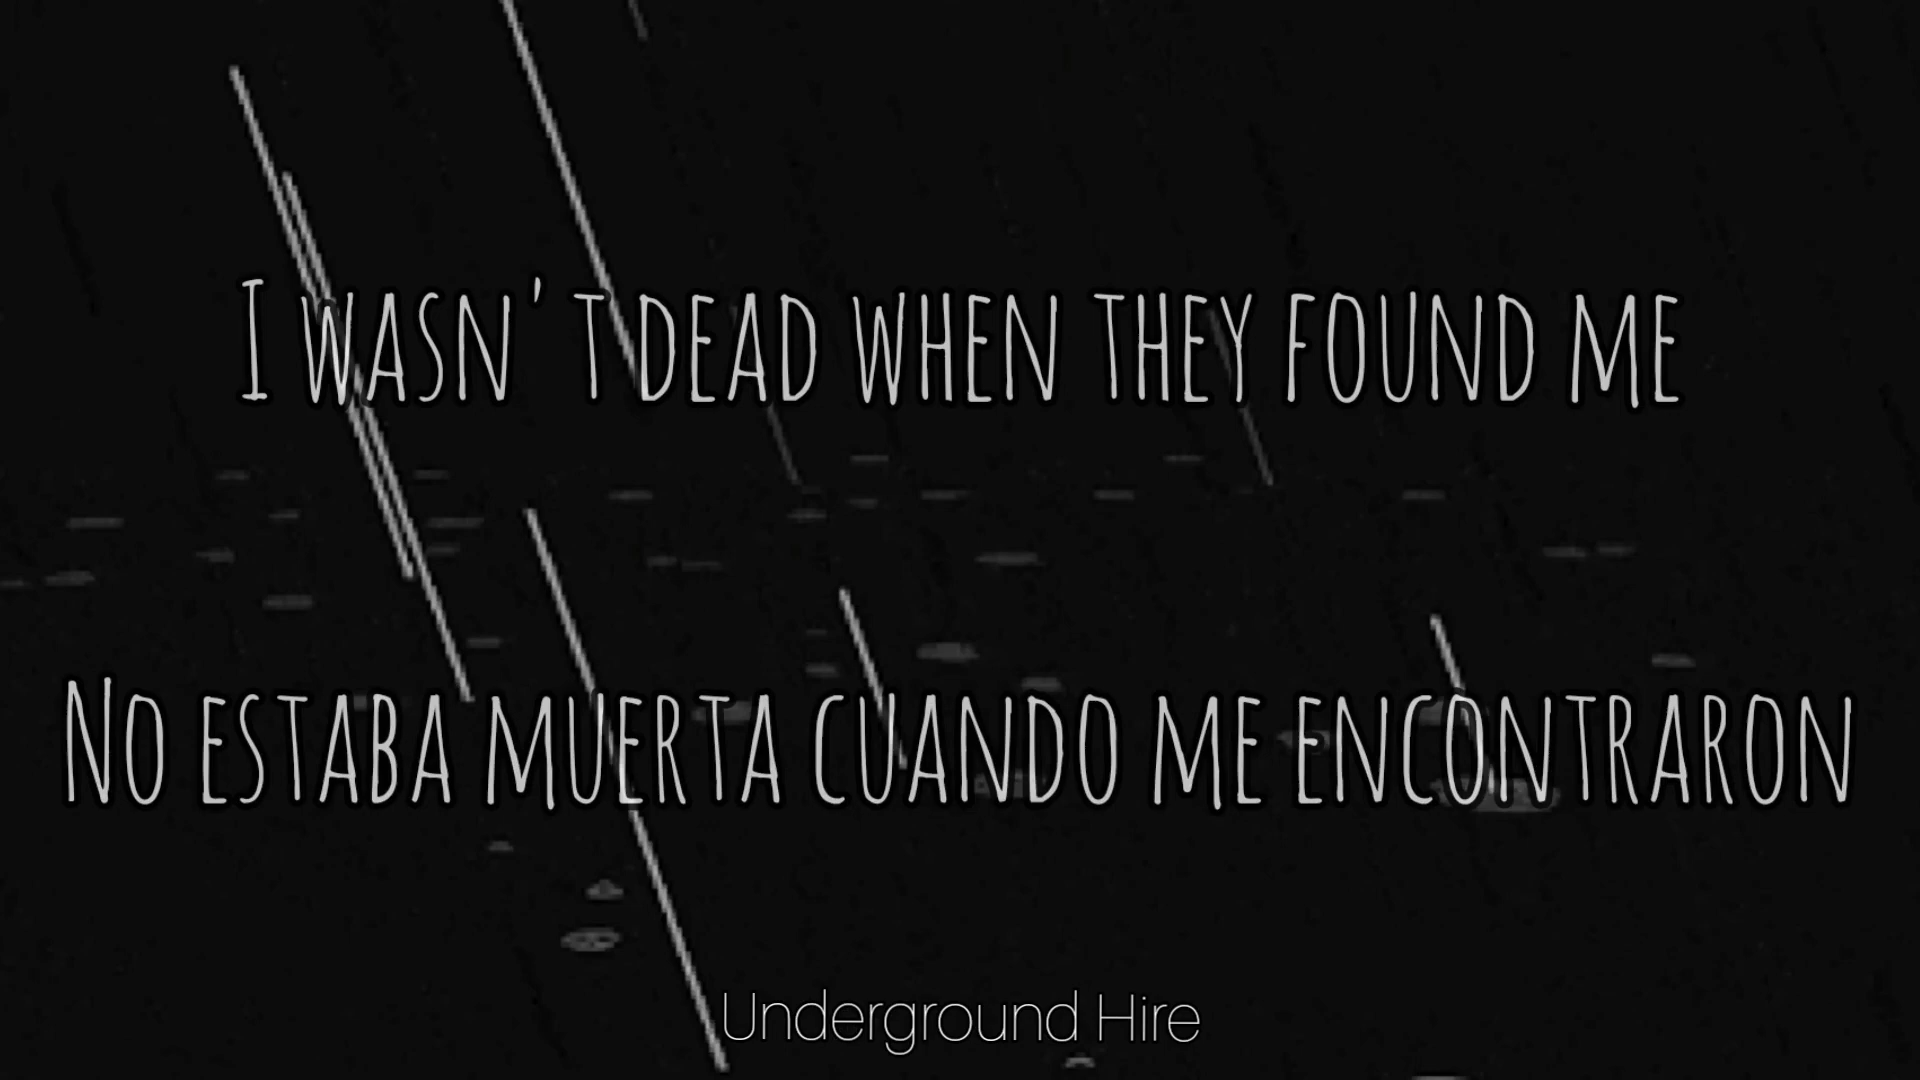 I wasn't dead when they found me
No estaba muerta cuando me encontraron
Underground Hire